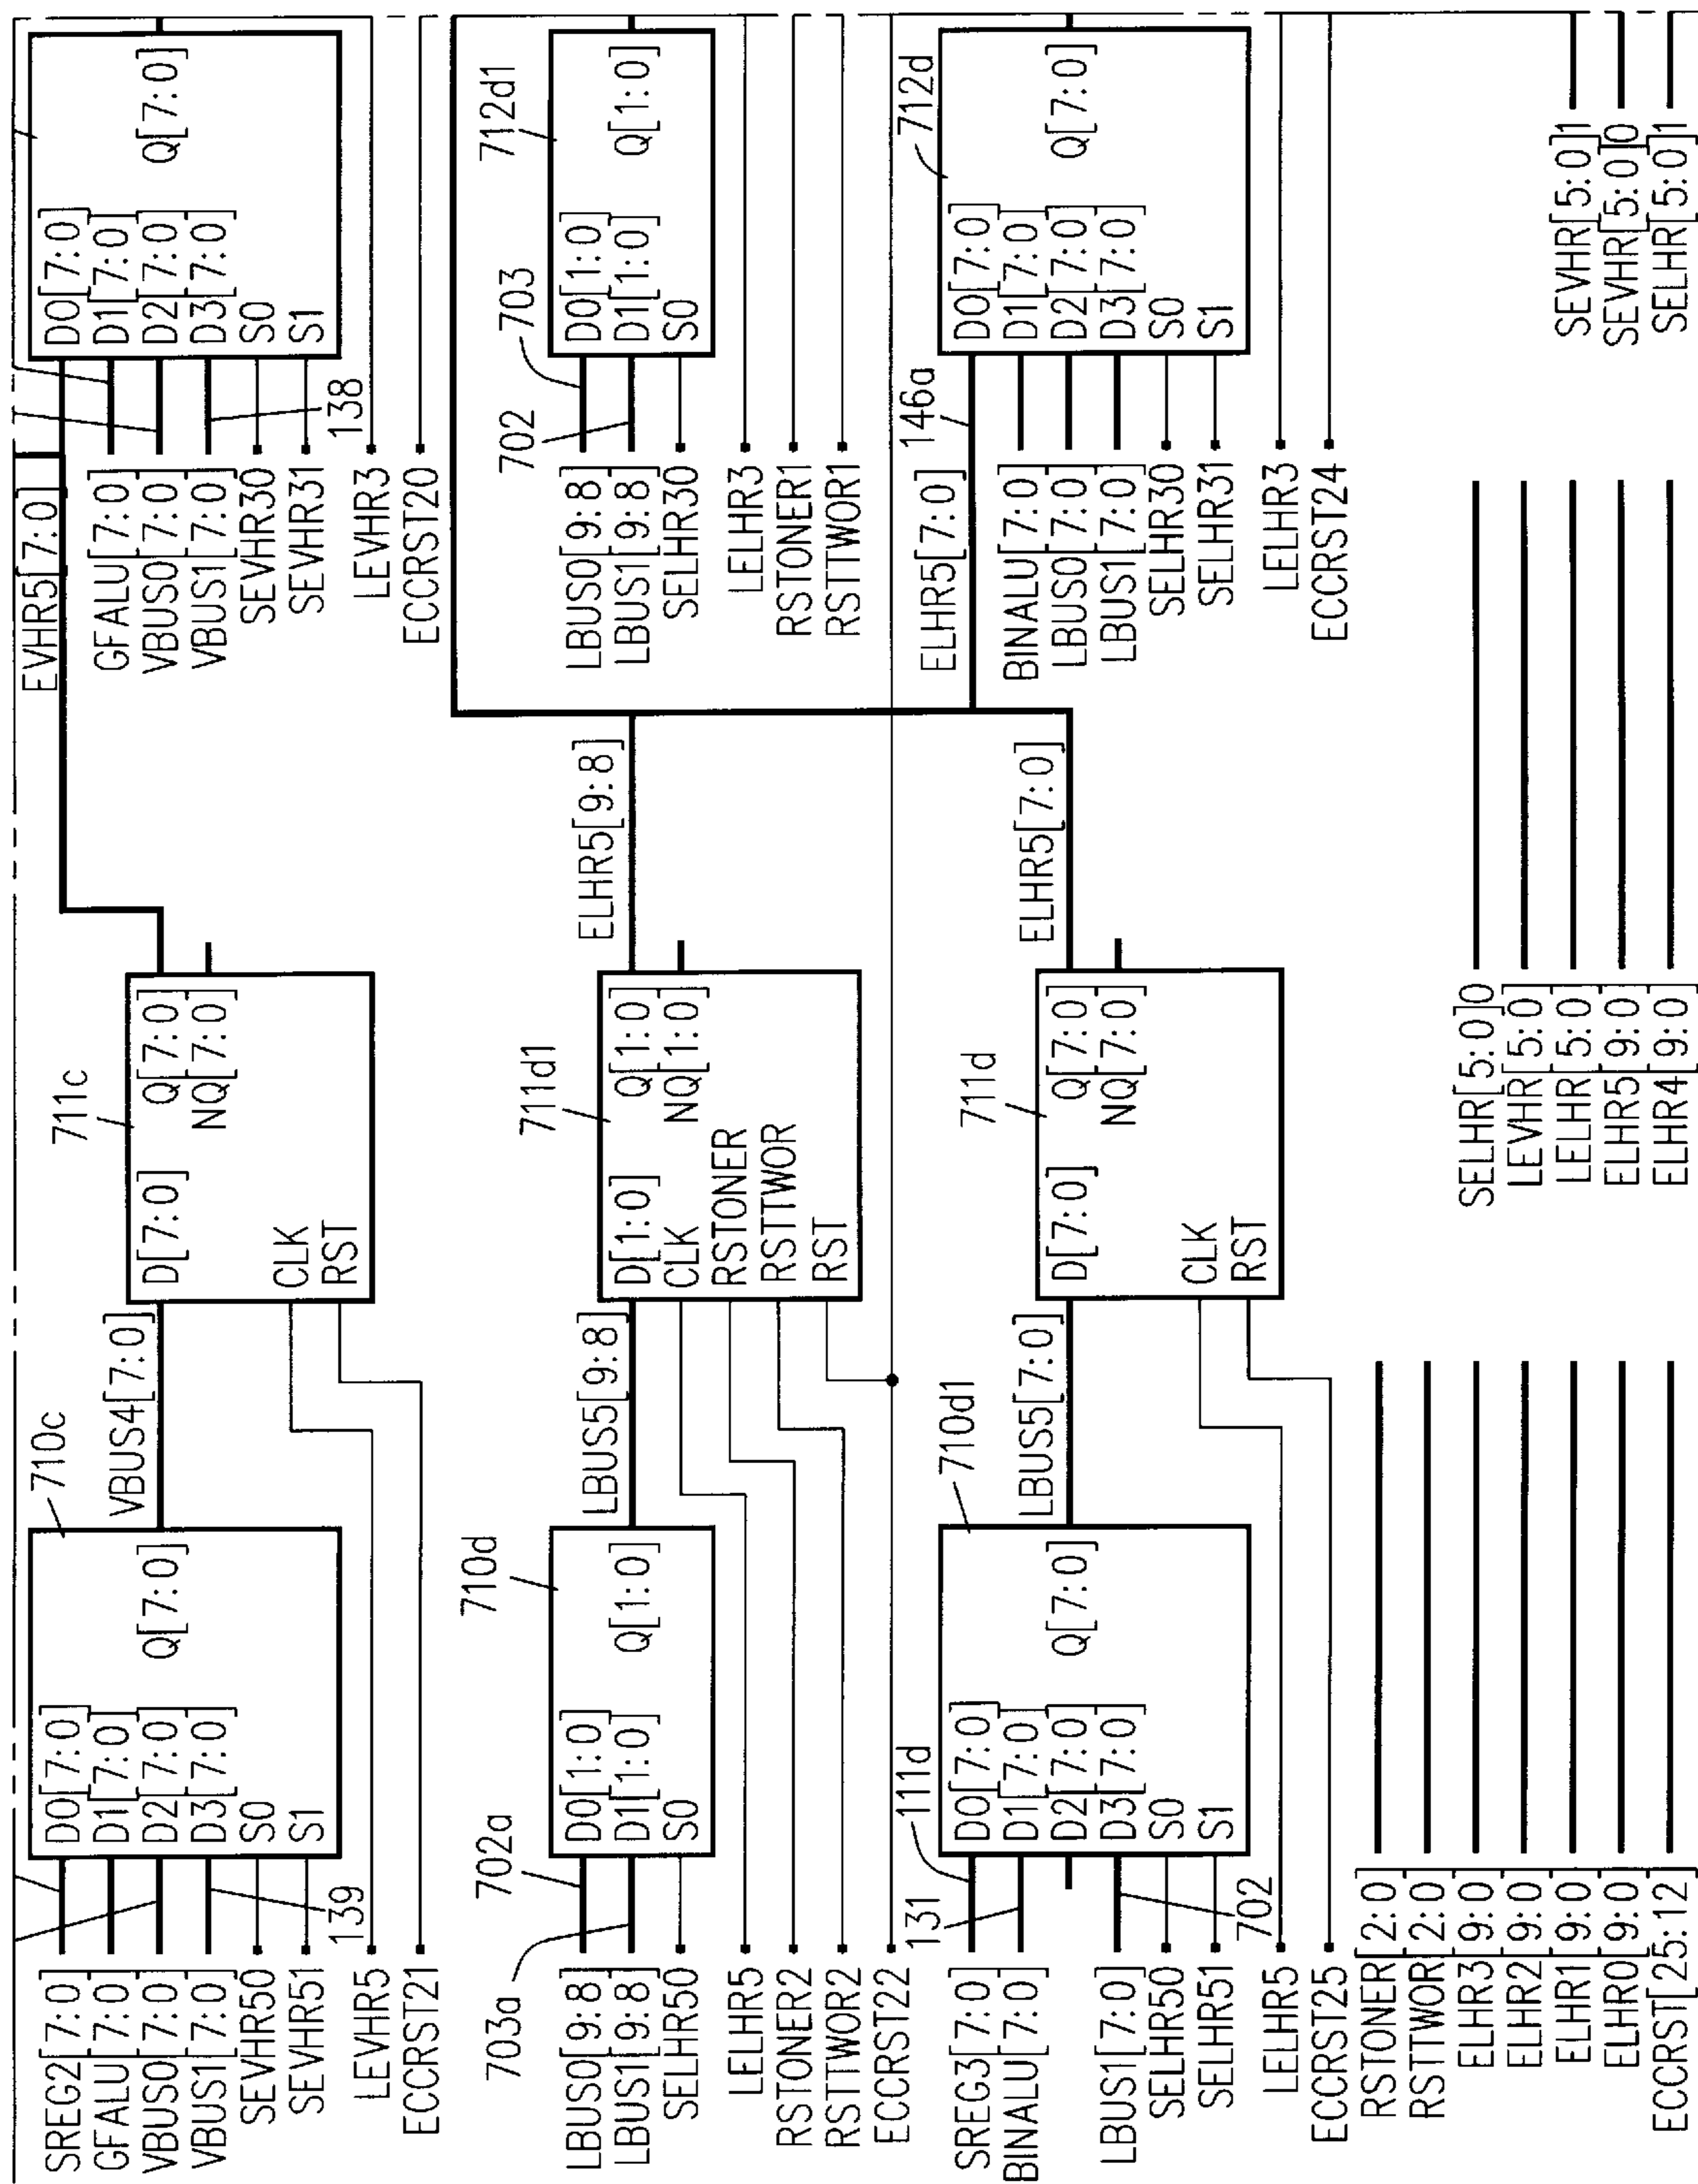 SREG2[7:0]
GFALU[7:0]
VBUS0[7:0]
VBUS1[7:0]
SEVHR50
SEVHR51
139
LEVHR5
ECCRST21
D0[7:0]
D1[7:0]
D2[7:0]
D3[7:0]
S0
S1
Q[7:0]
710c
VBUS4[7:0]
D[7:0]
CLK
RST
Q[7:0]
NQ[7:0]
711c
EVHR5[7:0]
GFALU[7:0]
VBUS0[7:0]
VBUS1[7:0]
SEVHR30
SEVHR31
138
LEVHR3
ECCRST20
D0[7:0]
D1[7:0]
D2[7:0]
D3[7:0]
S0
S1
Q[7:0]
702a
703a
LBUS0[9:8]
LBUS1[9:8]
SELHR50
LELHR5
RSTONER2
RSTTWOR2
ECCRST22
D0[1:0]
D1[1:0]
S0
Q[1:0]
710d
LBUS5[9:8]
D[1:0]
CLK
RSTONER
RSTTWOR
RST
Q[1:0]
NQ[1:0]
711d1
ELHR5[9:8]
LBUS0[9:8]
LBUS1[9:8]
SELHR30
702
703
LELHR3
RSTONER1
RSTTWOR1
D0[1:0]
D1[1:0]
S0
Q[1:0]
712d1
131
111d
SREG3[7:0]
BINALU[7:0]
LBUS1[7:0]
SELHR50
SELHR51
702
LELHR5
ECCRST25
D0[7:0]
D1[7:0]
D2[7:0]
D3[7:0]
S0
S1
Q[7:0]
710d1
LBUS5[7:0]
D[7:0]
CLK
RST
Q[7:0]
NQ[7:0]
711d
ELHR5[7:0]
ELHR5[7:0]
146a
BINALU[7:0]
LBUS0[7:0]
LBUS1[7:0]
SELHR30
SELHR31
LELHR3
ECCRST24
D0[7:0]
D1[7:0]
D2[7:0]
D3[7:0]
S0
S1
Q[7:0]
712d
RSTONER[2:0]
RSTTWOR[2:0]
ELHR3[9:0]
ELHR2[9:0]
ELHR1[9:0]
ELHR0[9:0]
ECCRST[25:12]
SELHR[5:0]0
LEVHR[5:0]
LELHR[5:0]
ELHR5[9:0]
ELHR4[9:0]
SEVHR[5:0]1
SEVHR[5:0]0
SELHR[5:0]1